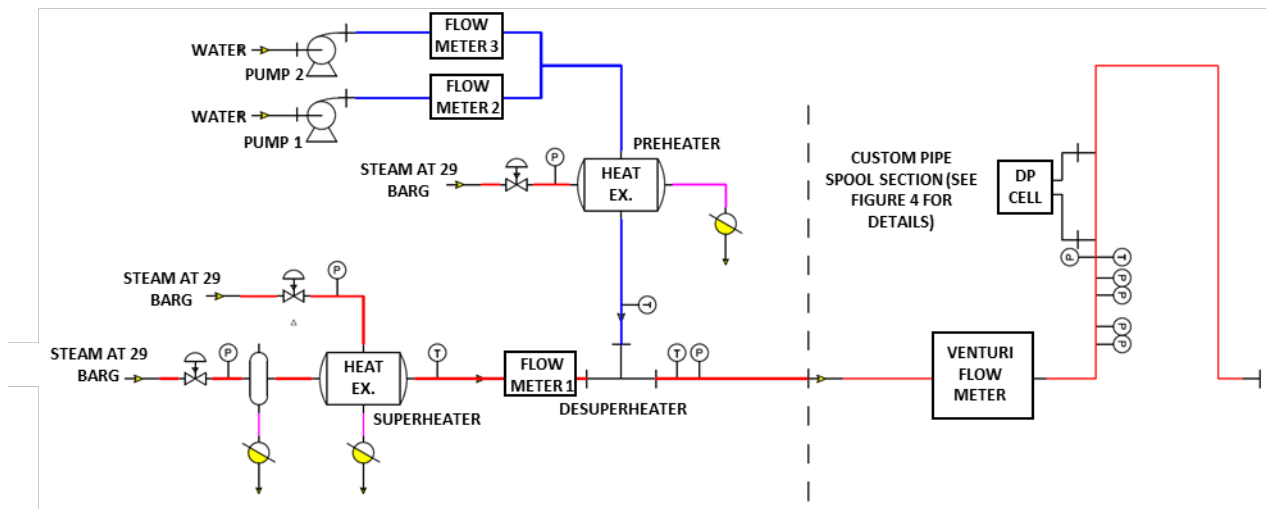 FLOW
METER 3
WATER
PUMP 2
FLOW
METER 2
WATER
PUMP 1
PREHEATER
STEAM AT 29
BARG
P
HEAT
EX.
CUSTOM PIPE
SPOOL SECTION (SEE
FIGURE 4 FOR
DETAILS)
DP
CELL
P
T
P
P
P
P
STEAM AT 29
BARG
P
T
STEAM AT 29
BARG
P
HEAT
EX.
SUPERHEATER
T
FLOW
METER 1
DESUPERHEATER
T
P
VENTURI
FLOW
METER